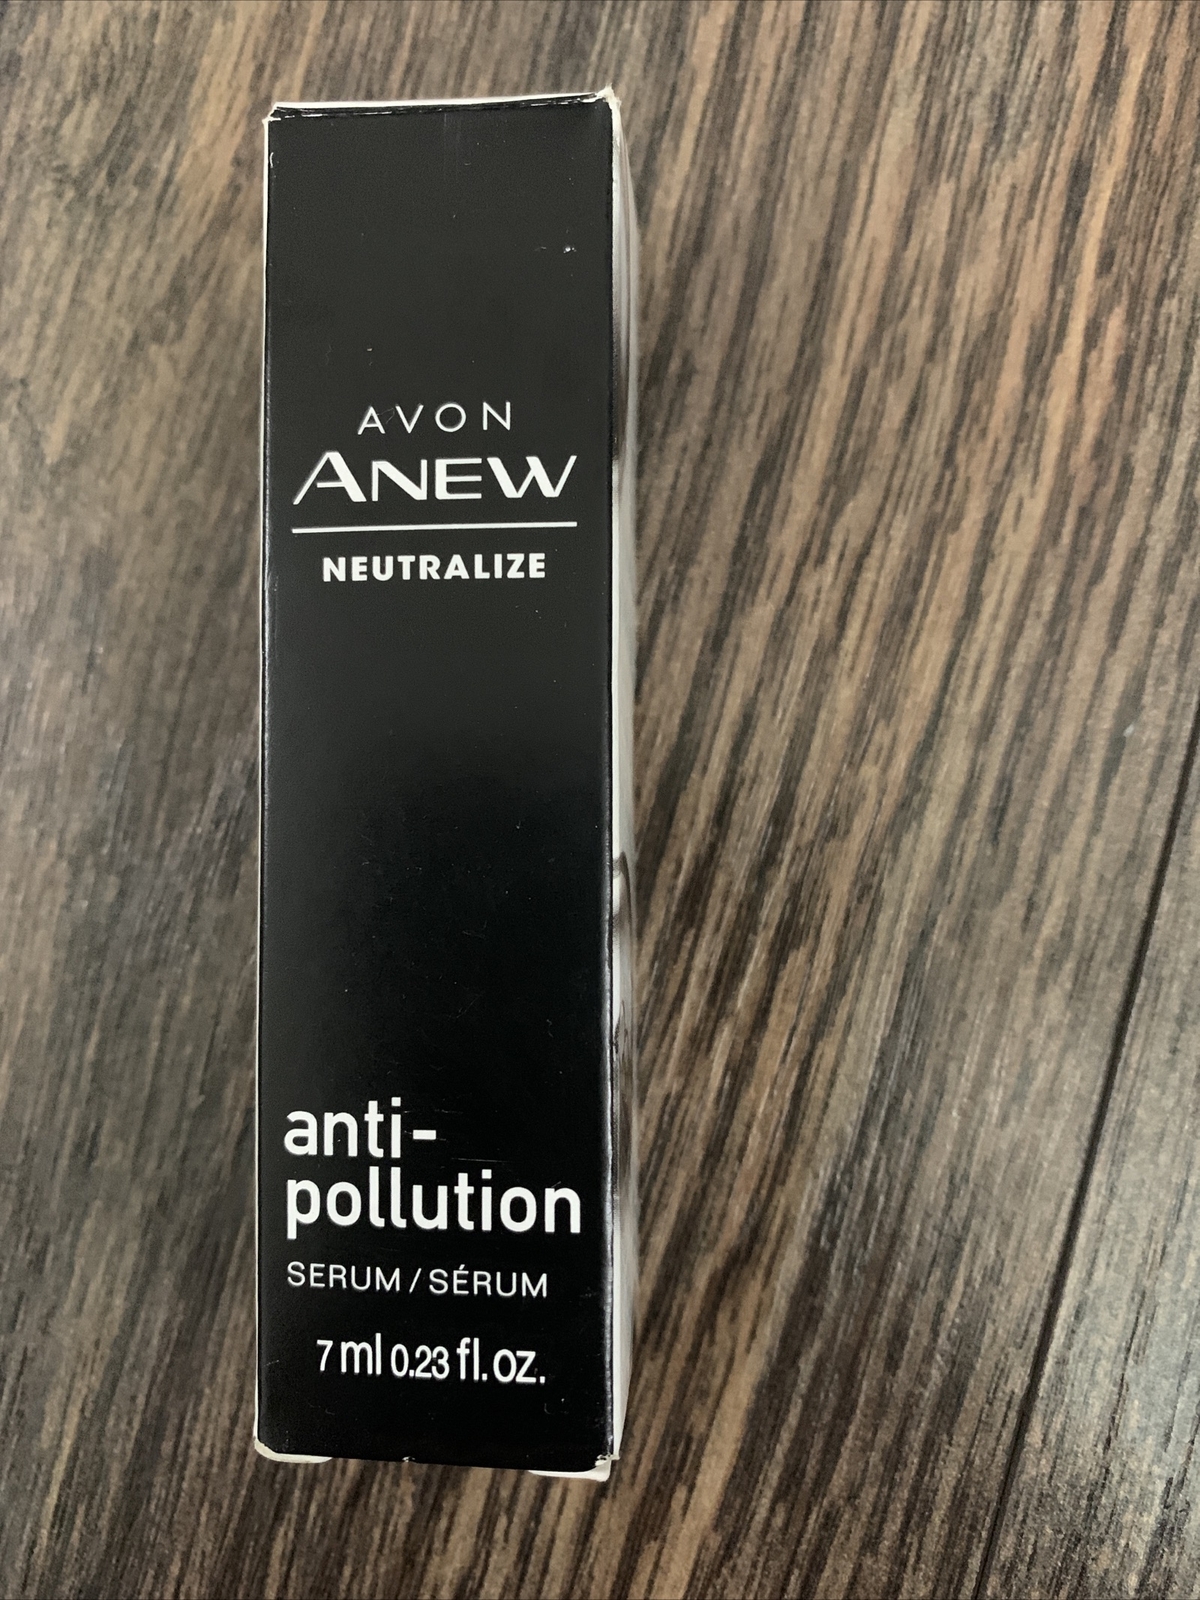 AVON
ANEW
NEUTRALIZE
anti-
pollution
SERUM / SÉRUM
7 ml 0.23 fl. oz.